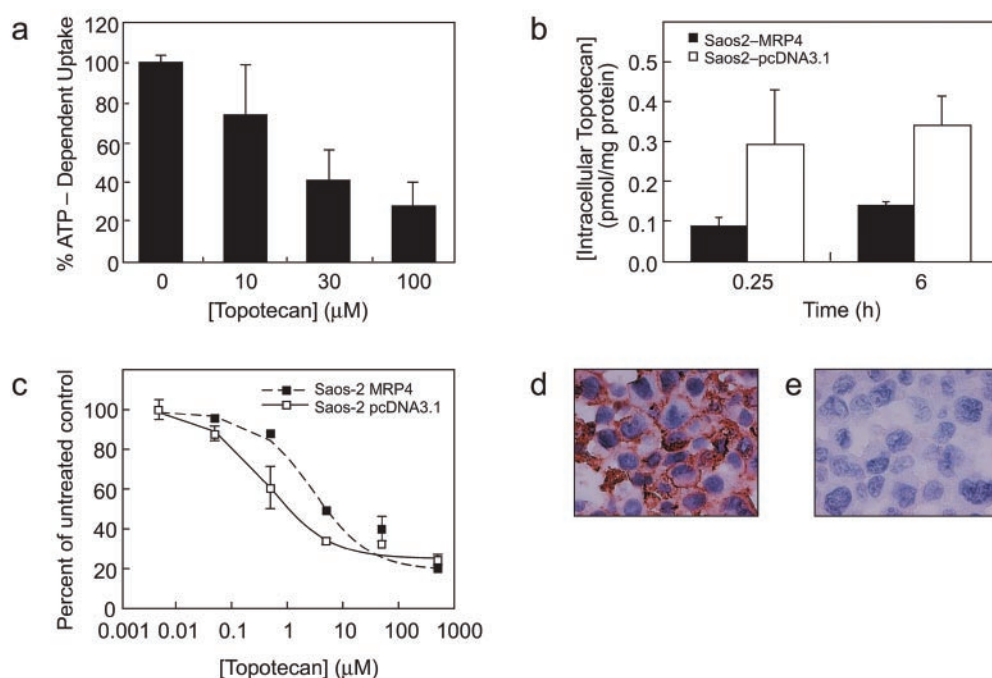 a
% ATP – Dependent Uptake
120
100
80
60
40
20
0
0 10 30 100
[Topotecan] (μM)
b
[Intracellular Topotecan]
(pmol/mg protein)
Saos2–MRP4
Saos2–pcDNA3.1
0.5
0.4
0.3
0.2
0.1
0.0
0.25 6
Time (h)
c
Percent of untreated control
Saos-2 MRP4
Saos-2 pcDNA3.1
100
80
60
40
20
0
0.001 0.01 0.1 1 10 100 1000
[Topotecan] (μM)
d
e